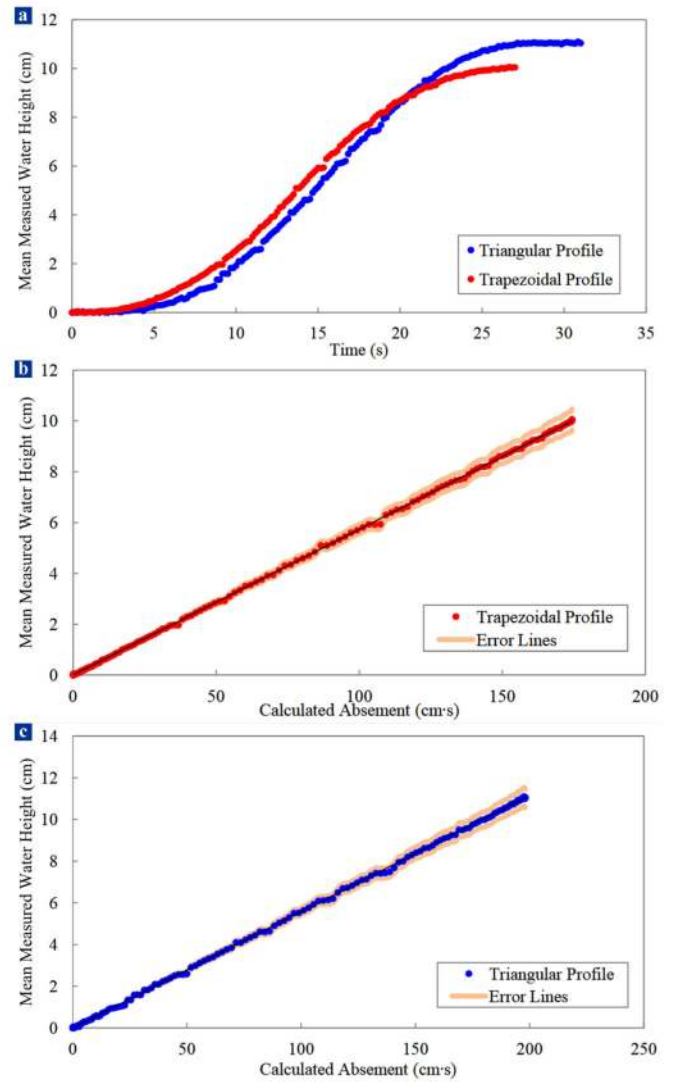 a
Mean Measued Water Height (cm)
12
10
8
6
4
2
0
0 5 10 15 20 25 30 35
Time (s)
Triangular Profile
Trapezoidal Profile
b
Mean Measured Water Height (cm)
12
10
8
6
4
2
0
0 50 100 150 200
Calculated Absement (cm·s)
Trapezoidal Profile
Error Lines
c
Mean Measured Water Height (cm)
14
12
10
8
6
4
2
0
0 50 100 150 200 250
Calculated Absement (cm·s)
Triangular Profile
Error Lines